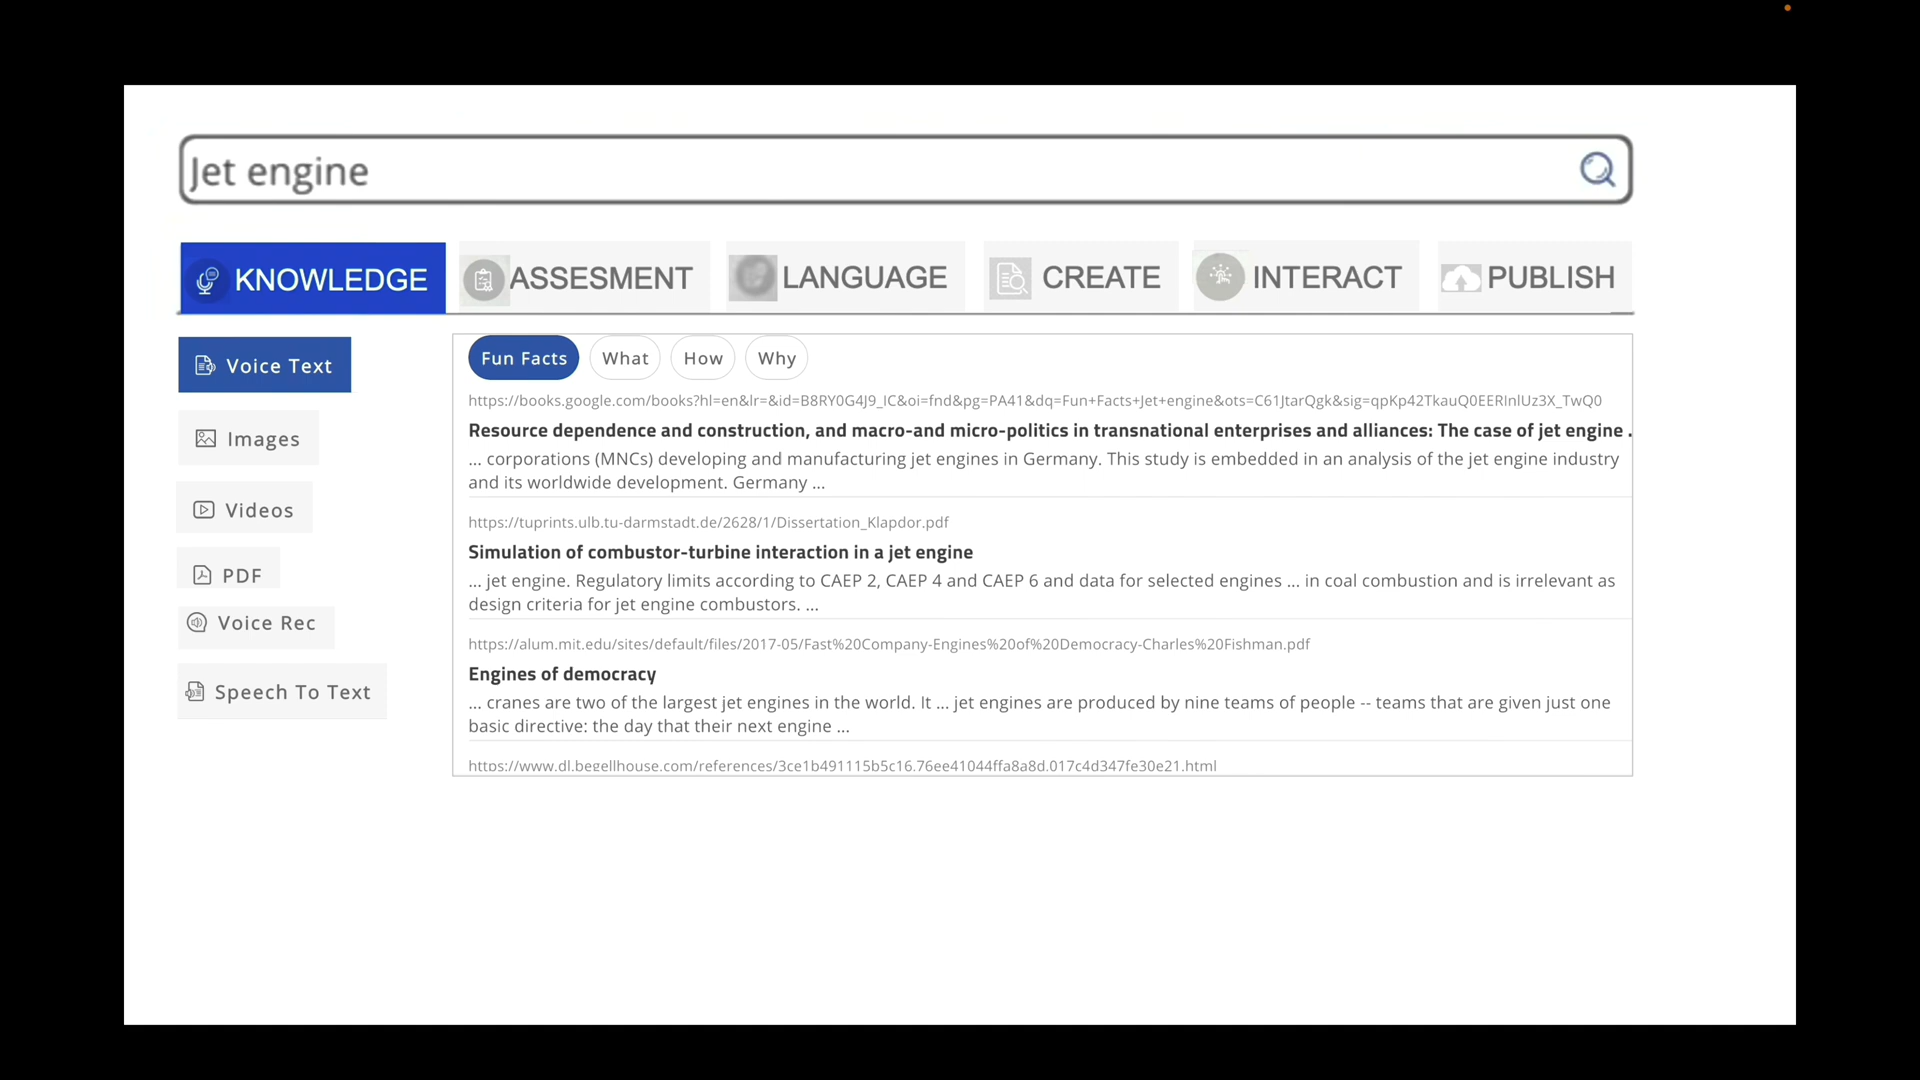 Jet engine
KNOWLEDGE
ASSESMENT
LANGUAGE
CREATE
INTERACT
PUBLISH
Voice Text
Images
Videos
PDF
Voice Rec
Speech To Text
Fun Facts
What
How
Why
https://books.google.com/books?hl=en&lr=&id=B8RY0G4J9_IC&oi=fnd&pg=PA41&dq=Fun+Facts+Jet+engine&ots=C61JtarQgk&sig=qpKp42TkauQ0EERInlUz3X_TwQ0
Resource dependence and construction, and macro-and micro-politics in transnational enterprises and alliances: The case of jet engine .
... corporations (MNCs) developing and manufacturing jet engines in Germany. This study is embedded in an analysis of the jet engine industry
and its worldwide development. Germany ...
https://tuprints.ulb.tu-darmstadt.de/2628/1/Dissertation_Klapdor.pdf
Simulation of combustor-turbine interaction in a jet engine
... jet engine. Regulatory limits according to CAEP 2, CAEP 4 and CAEP 6 and data for selected engines ... in coal combustion and is irrelevant as
design criteria for jet engine combustors. ...
https://alum.mit.edu/sites/default/files/2017-05/Fast%20Company-Engines%20of%20Democracy-Charles%20Fishman.pdf
Engines of democracy
... cranes are two of the largest jet engines in the world. It ... jet engines are produced by nine teams of people -- teams that are given just one
basic directive: the day that their next engine ...
https://www.dl.begellhouse.com/references/3ce1b491115b5c16,76ee41044ffa8a8d,017c4d347fe30e21.html